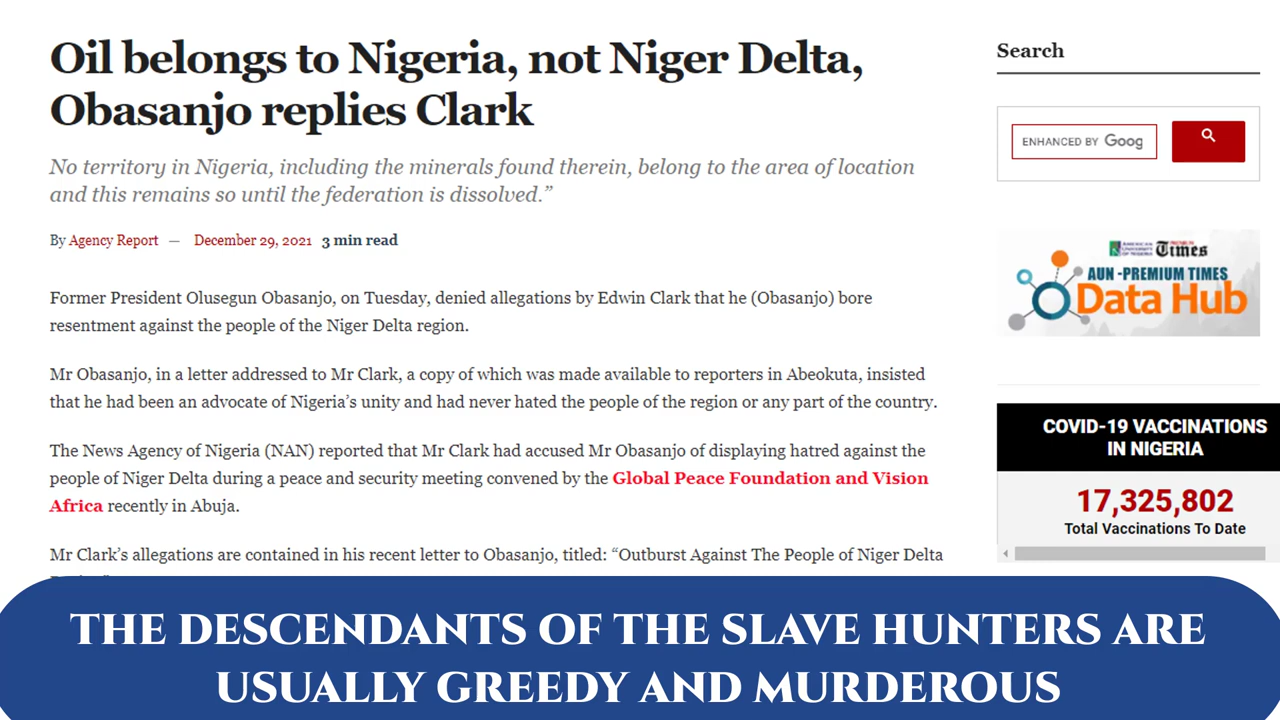 Oil belongs to Nigeria, not Niger Delta,
Obasanjo replies Clark
No territory in Nigeria, including the minerals found therein, belong to the area of location
and this remains so until the federation is dissolved.”
By Agency Report — December 29, 2021 3 min read
Former President Olusegun Obasanjo, on Tuesday, denied allegations by Edwin Clark that he (Obasanjo) bore
resentment against the people of the Niger Delta region.
Mr Obasanjo, in a letter addressed to Mr Clark, a copy of which was made available to reporters in Abeokuta, insisted
that he had been an advocate of Nigeria’s unity and had never hated the people of the region or any part of the country.
The News Agency of Nigeria (NAN) reported that Mr Clark had accused Mr Obasanjo of displaying hatred against the
people of Niger Delta during a peace and security meeting convened by the Global Peace Foundation and Vision
Africa recently in Abuja.
Mr Clark’s allegations are contained in his recent letter to Obasanjo, titled: “Outburst Against The People of Niger Delta
Search
ENHANCED BY Goog
AMERICAN UNIVERSITY OF NIGERIA
PREMIUM Times
AUN -PREMIUM TIMES
Data Hub
COVID-19 VACCINATIONS
IN NIGERIA
17,325,802
Total Vaccinations To Date
THE DESCENDANTS OF THE SLAVE HUNTERS ARE
USUALLY GREEDY AND MURDEROUS